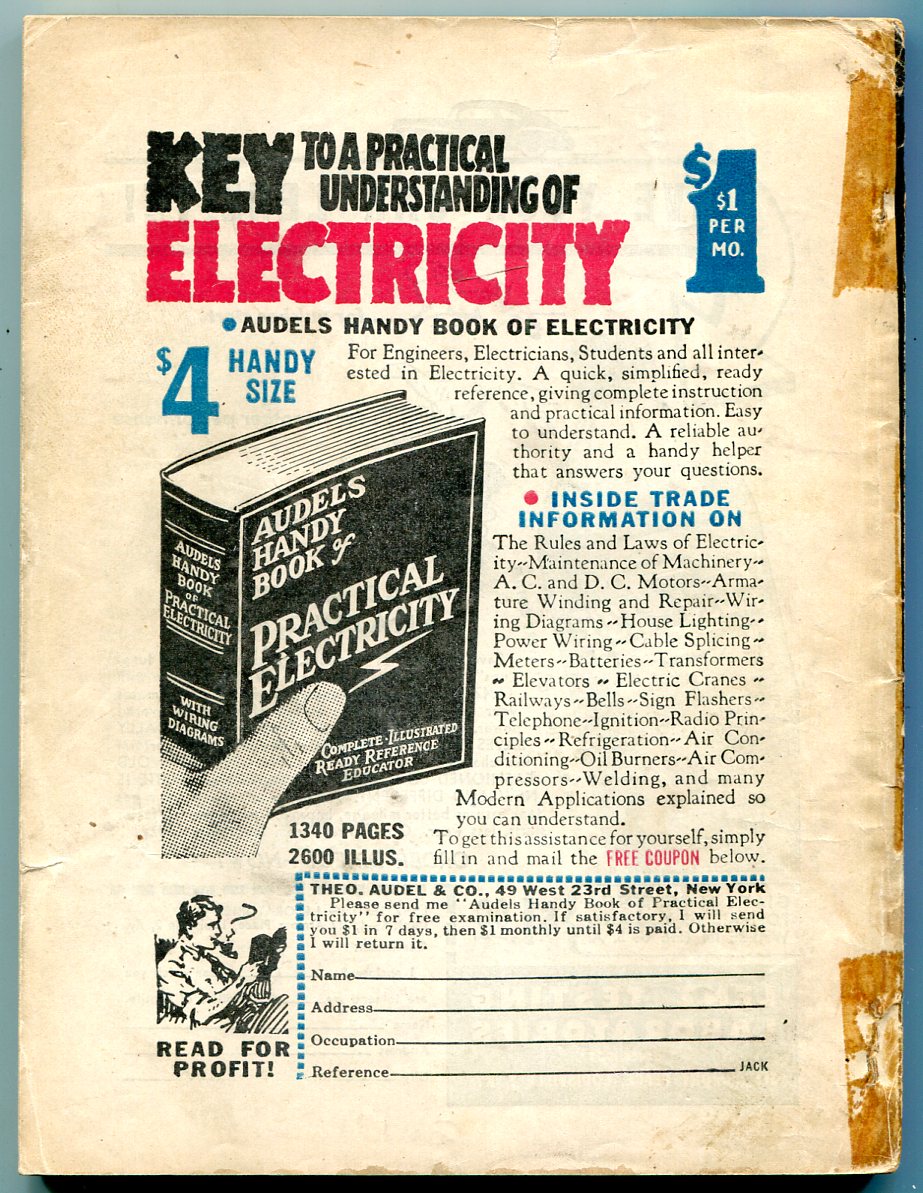 KEY TO A PRACTICAL
UNDERSTANDING OF
ELECTRICITY
$1
$1
PER
MO.
•AUDELS HANDY BOOK OF ELECTRICITY
$4 HANDY
SIZE
For Engineers, Electricians, Students and all inter-
ested in Electricity. A quick, simplified, ready
reference, giving complete instruction
and practical information. Easy
to understand. A reliable au-
thority and a handy helper
that answers your questions.
AUDELS
HANDY
BOOK
OF
PRACTICAL
ELECTRICITY
WITH
WIRING
DIAGRAMS
AUDELS
HANDY
BOOK of
PRACTICAL
ELECTRICITY
COMPLETE·ILLUSTRATED
READY REFERENCE
EDUCATOR
• INSIDE TRADE
INFORMATION ON
The Rules and Laws of Electric-
ity--Maintenance of Machinery--
A. C. and D. C. Motors--Arma-
ture Winding and Repair--Wir-
ing Diagrams--House Lighting--
Power Wiring--Cable Splicing--
Meters--Batteries--Transformers
-- Elevators -- Electric Cranes --
Railways--Bells--Sign Flashers--
Telephone--Ignition--Radio Prin-
ciples--Refrigeration--Air Con-
ditioning--Oil Burners--Air Com-
pressors--Welding, and many
Modern Applications explained so
you can understand.
1340 PAGES
2600 ILLUS.
To get this assistance for yourself, simply
fill in and mail the FREE COUPON below.
THEO. AUDEL & CO., 49 West 23rd Street, New York
Please send me "Audels Handy Book of Practical Elec-
tricity" for free examination. If satisfactory, I will send
you $1 in 7 days, then $1 monthly until $4 is paid. Otherwise
I will return it.
Name
Address
Occupation
Reference JACK
READ FOR
PROFIT!